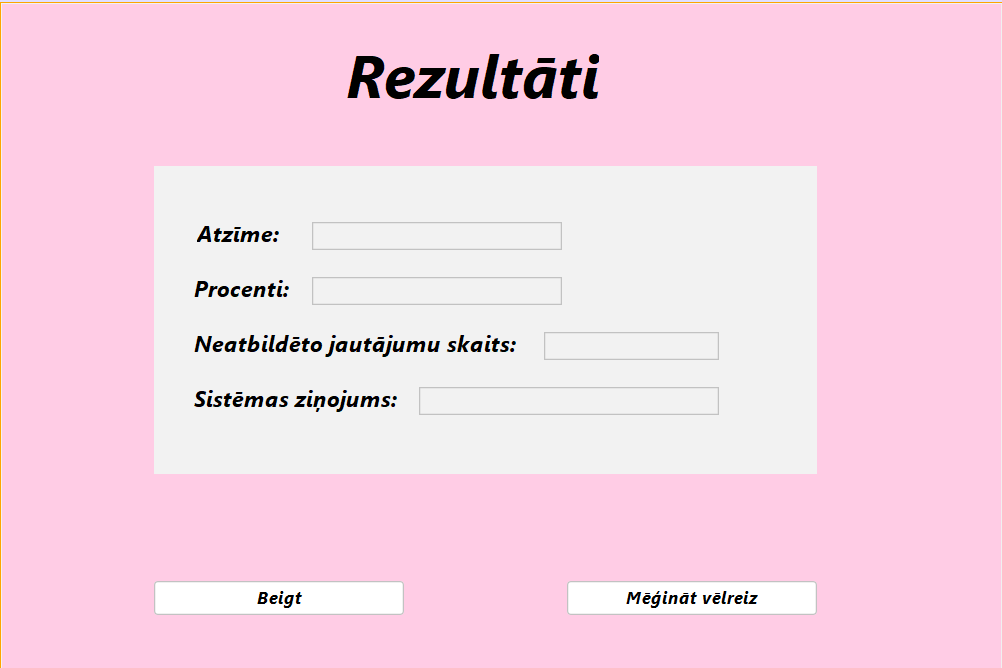 Rezultāti
Atzīme:
Procenti:
Neatbildēto jautājumu skaits:
Sistēmas ziņojums:
Beigt
Mēģināt vēlreiz